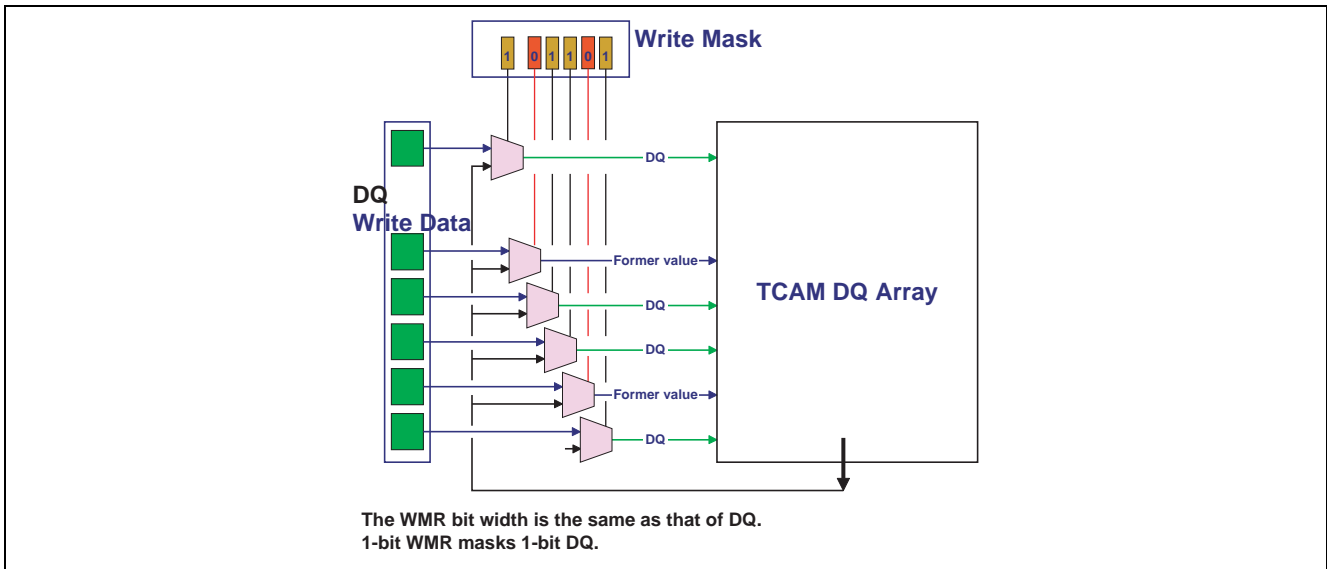 Write Mask
1 0 1 1 0 1
DQ
DQ
Write Data
Former value
DQ
TCAM DQ Array
DQ
Former value
DQ
The WMR bit width is the same as that of DQ.
1-bit WMR masks 1-bit DQ.